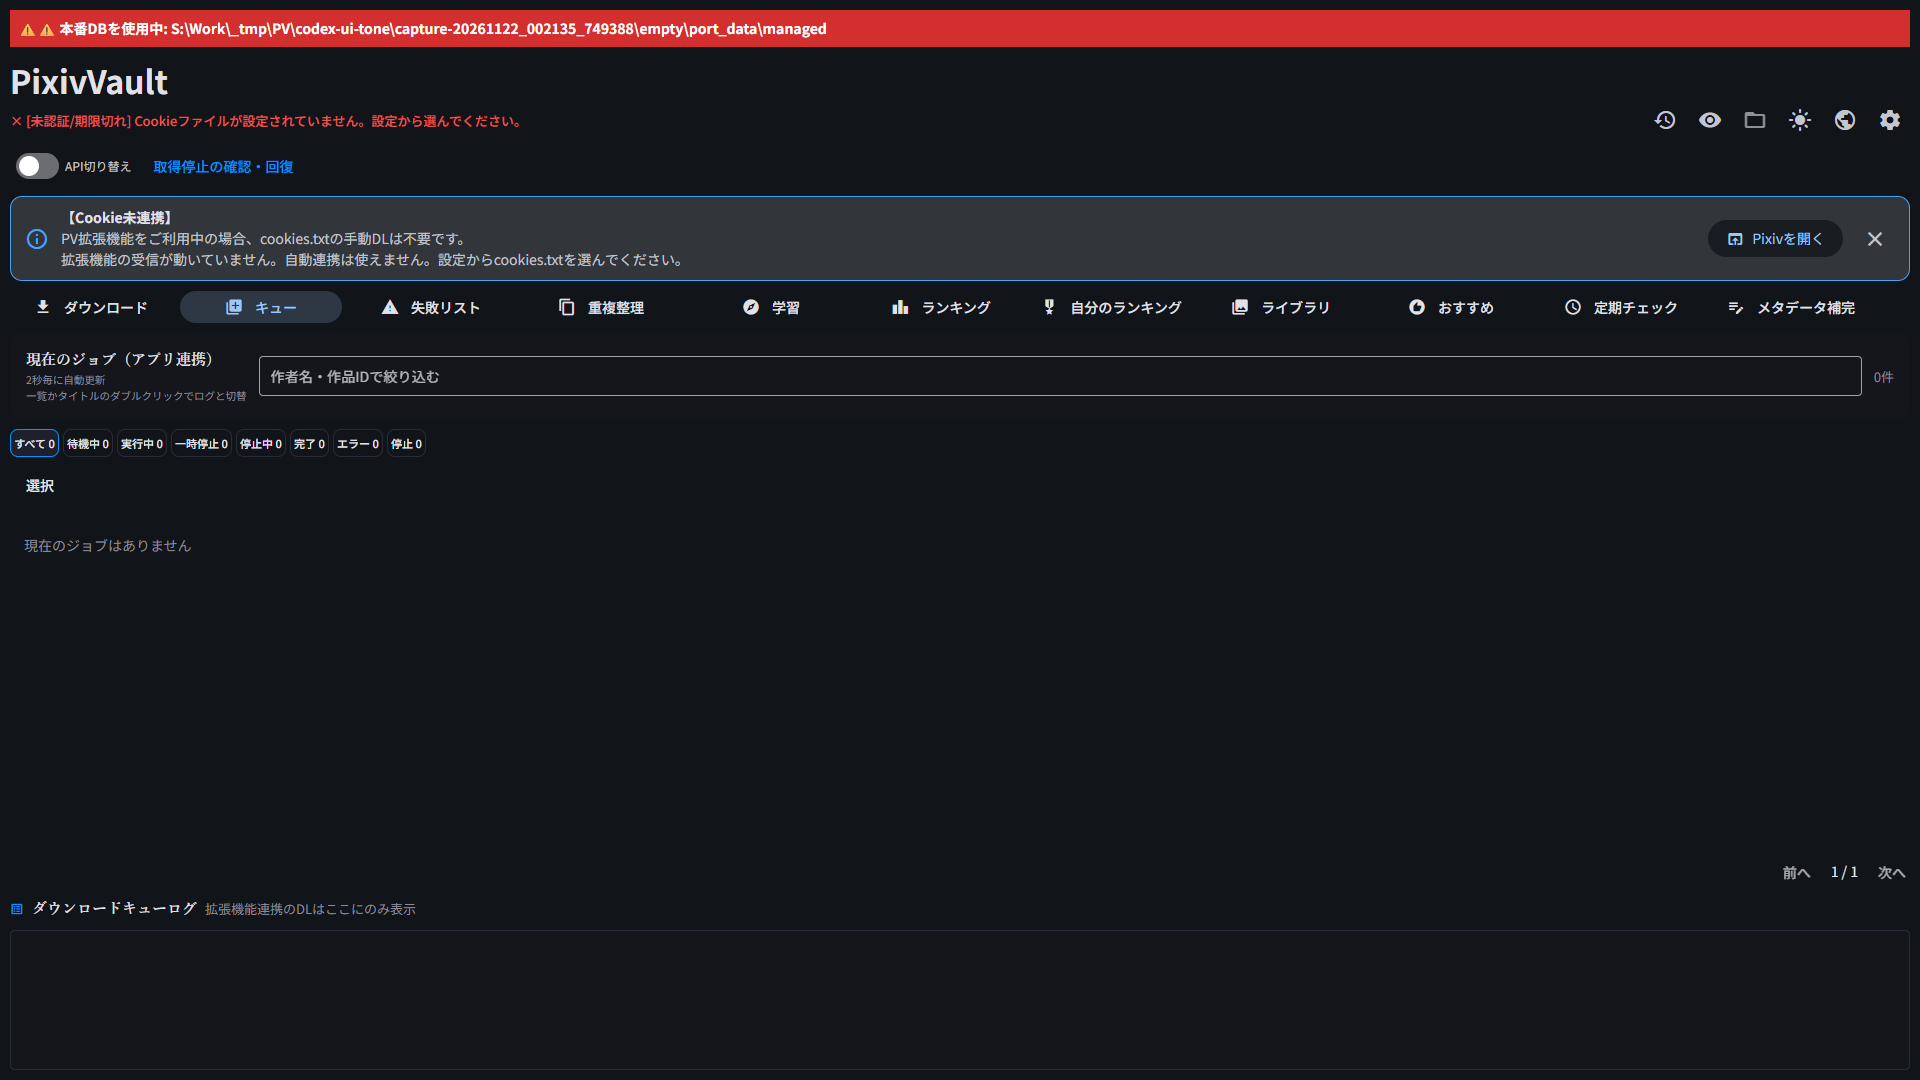 本番DBを使用中: S:\Work\_tmp\PV\codex-ui-tone\capture-20261122_002135_749388\empty\port_data\managed
PixivVault
× [未認証/期限切れ] Cookieファイルが設定されていません。設定から選んでください。
API切り替え 取得停止の確認・回復
【Cookie未連携】
PV拡張機能をご利用中の場合、cookies.txtの手動DLは不要です。
拡張機能の受信が動いていません。自動連携は使えません。設定からcookies.txtを選んでください。
Pixivを開く
ダウンロード キュー 失敗リスト 重複整理 学習 ランキング 自分のランキング ライブラリ おすすめ 定期チェック メタデータ補完
現在のジョブ（アプリ連携）
2秒毎に自動更新
一覧かタイトルのダブルクリックでログと切替
作者名・作品IDで絞り込む
0件
すべて 0 待機中 0 実行中 0 一時停止 0 停止中 0 完了 0 エラー 0 停止 0
選択
現在のジョブはありません
前へ 1 / 1 次へ
ダウンロードキューログ 拡張機能連携のDLはここにのみ表示